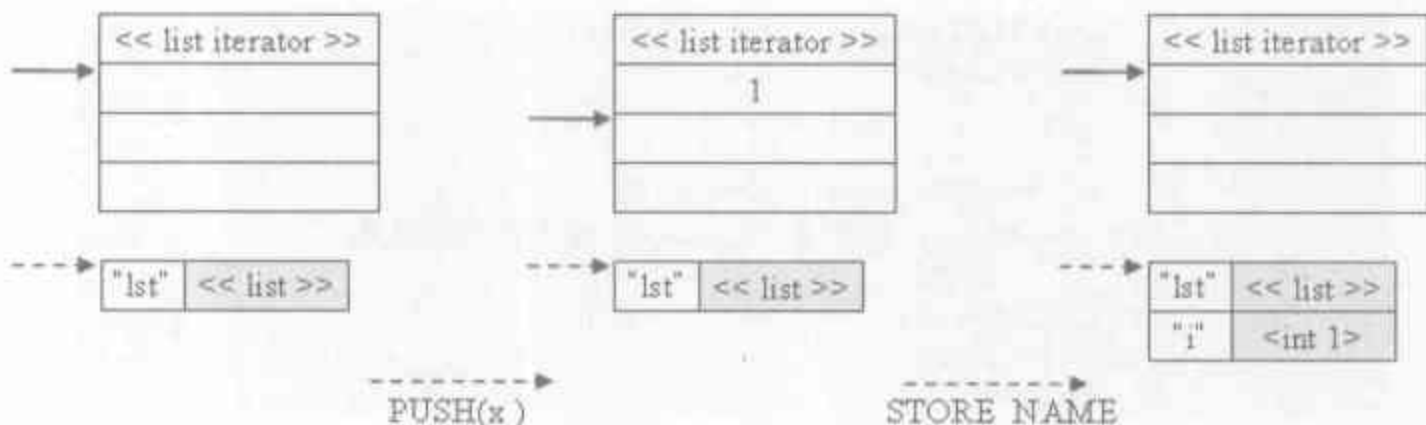 << list iterator >> << list iterator >> << list iterator >>
1
"lst" << list >> "lst" << list >> "lst" << list >>
"i" <int 1>
PUSH(x ) STORE NAME